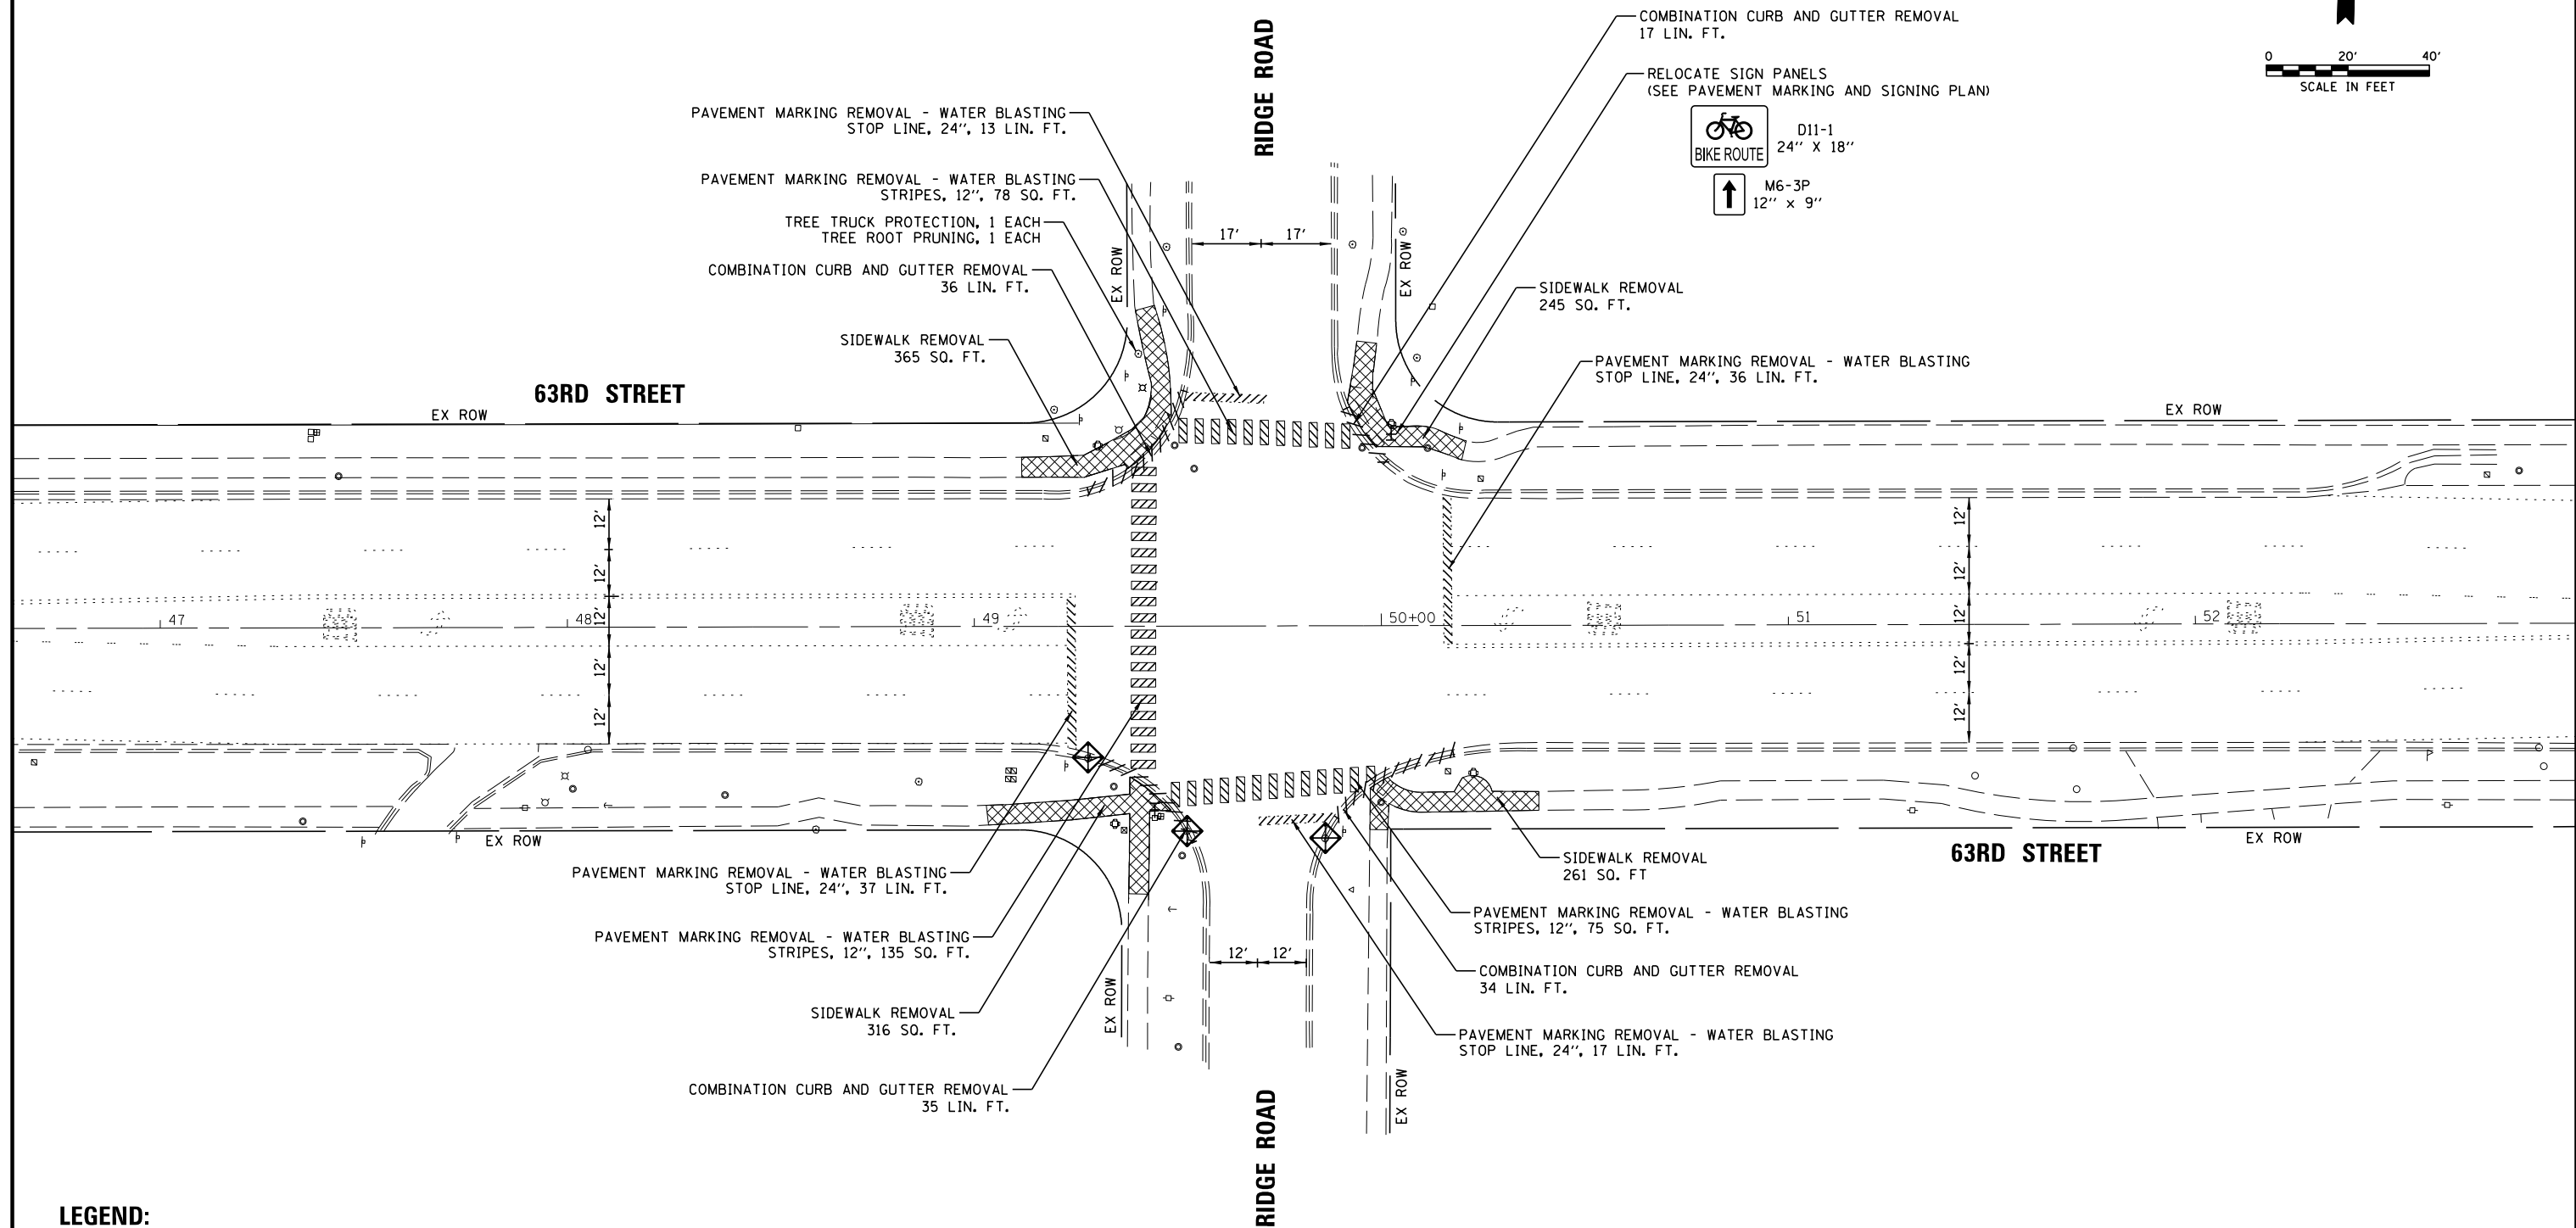 COMBINATION CURB AND GUTTER REMOVAL
17 LIN. FT.
RIDGE ROAD
0 20' 40'
SCALE IN FEET
RELOCATE SIGN PANELS
(SEE PAVEMENT MARKING AND SIGNING PLAN)
BIKE ROUTE
D11-1
24" X 18"
M6-3P
12" x 9"
PAVEMENT MARKING REMOVAL - WATER BLASTING
STOP LINE, 24", 13 LIN. FT.
PAVEMENT MARKING REMOVAL - WATER BLASTING
STRIPES, 12", 78 SQ. FT.
TREE TRUCK PROTECTION, 1 EACH
TREE ROOT PRUNING, 1 EACH
17' 17'
EX ROW
EX ROW
COMBINATION CURB AND GUTTER REMOVAL
36 LIN. FT.
SIDEWALK REMOVAL
245 SQ. FT.
SIDEWALK REMOVAL
365 SQ. FT.
PAVEMENT MARKING REMOVAL - WATER BLASTING
STOP LINE, 24", 36 LIN. FT.
63RD STREET
EX ROW
EX ROW
12'
12'
12'
12'
12'
12'
12'
12'
12'
12'
47
48
49
50+00
51
52
EX ROW
EX ROW
63RD STREET
SIDEWALK REMOVAL
261 SQ. FT
PAVEMENT MARKING REMOVAL - WATER BLASTING
STOP LINE, 24", 37 LIN. FT.
PAVEMENT MARKING REMOVAL - WATER BLASTING
STRIPES, 12", 75 SQ. FT.
PAVEMENT MARKING REMOVAL - WATER BLASTING
STRIPES, 12", 135 SQ. FT.
12' 12'
COMBINATION CURB AND GUTTER REMOVAL
34 LIN. FT.
SIDEWALK REMOVAL
316 SQ. FT.
EX ROW
PAVEMENT MARKING REMOVAL - WATER BLASTING
STOP LINE, 24", 17 LIN. FT.
COMBINATION CURB AND GUTTER REMOVAL
35 LIN. FT.
EX ROW
RIDGE ROAD
LEGEND: